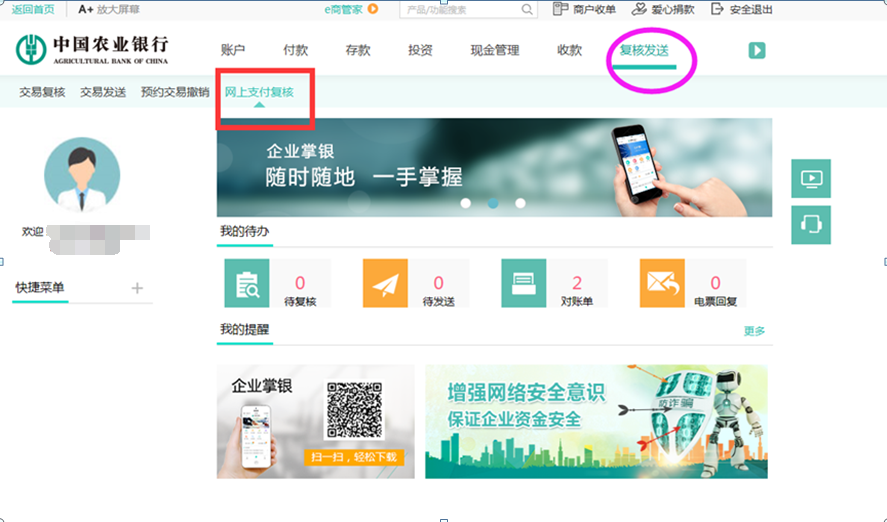 返回首页 A+ 放大屏幕 e商管家 产品/功能搜索 商户收单 爱心捐款 安全退出
中国农业银行
AGRICULTURAL BANK OF CHINA
账户 付款 存款 投资 现金管理 收款 复核发送
交易复核 交易发送 预约交易撤销 网上支付复核
企业掌银
随时随地 一手掌握
欢迎
我的待办
快捷菜单 +
0
待复核
0
待发送
2
对账单
0
电票回复
我的提醒 更多
企业掌银
扫一扫，轻松下载
增强网络安全意识
保证企业资金安全
防诈骗